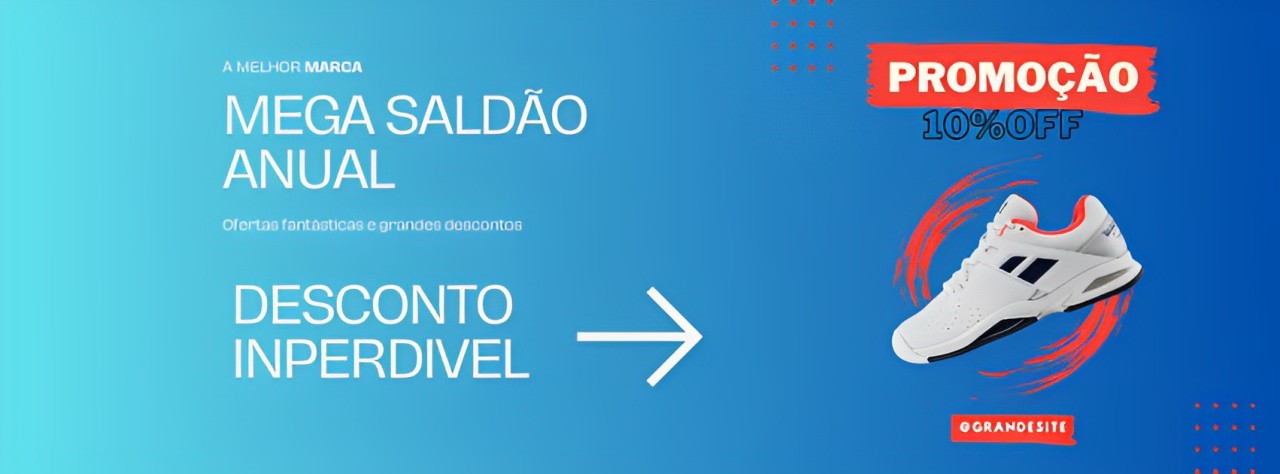 A MELHOR MARCA
MEGA SALDÃO
ANUAL
Ofertas fantásticas e grandes descontos
DESCONTO
INPERDIVEL
PROMOÇÃO
10%OFF
@GRANDESITE